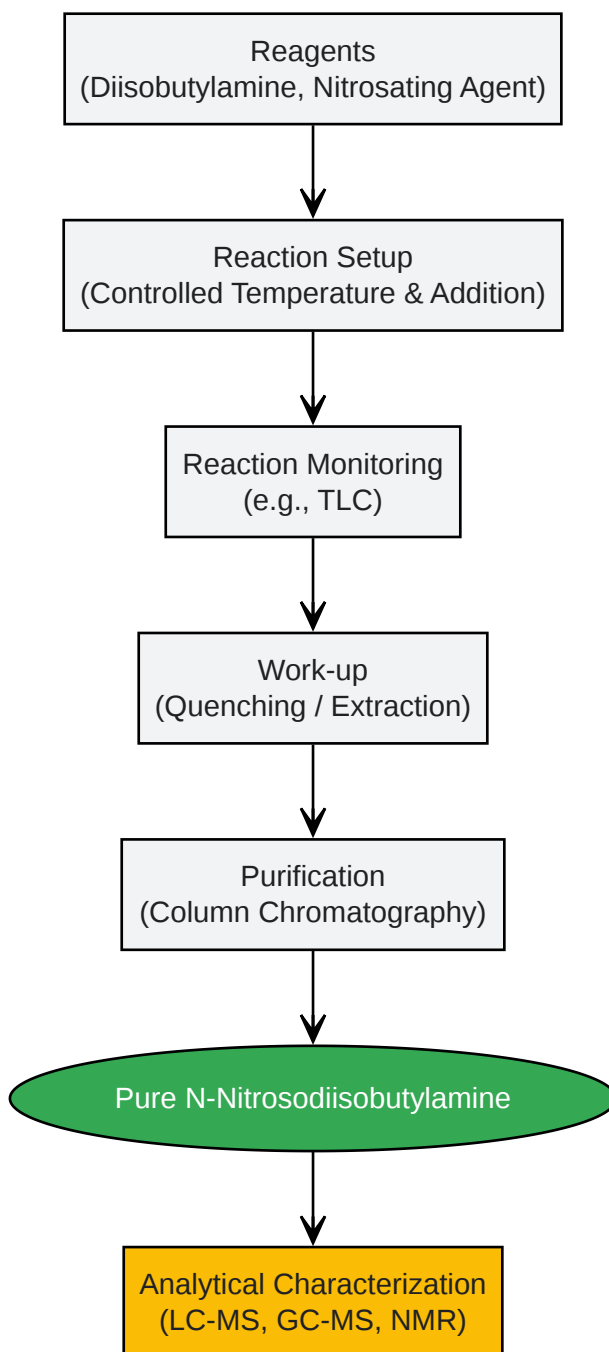 Reagents
(Diisobutylamine, Nitrosating Agent)
Reaction Setup
(Controlled Temperature & Addition)
Reaction Monitoring
(e.g., TLC)
Work-up
(Quenching / Extraction)
Purification
(Column Chromatography)
Pure N-Nitrosodiisobutylamine
Analytical Characterization
(LC-MS, GC-MS, NMR)